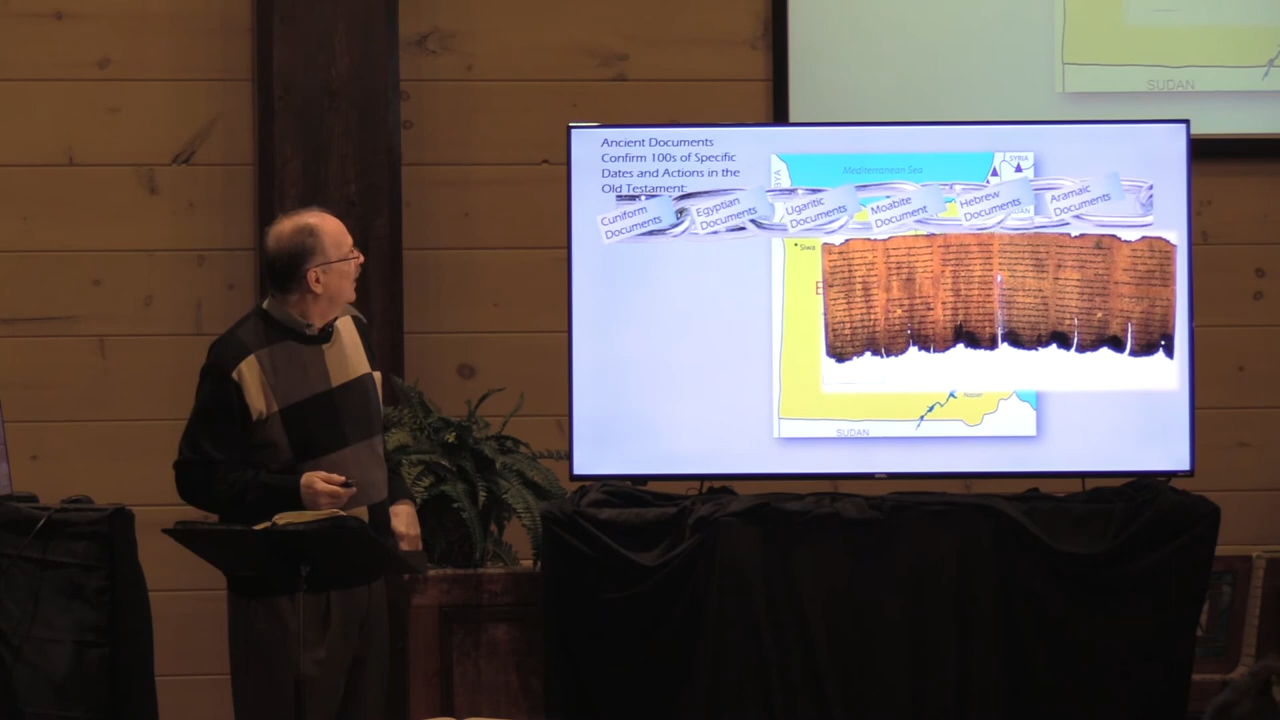 SUDAN
Ancient Documents
Confirm 100s of Specific
Dates and Actions in the
Old Testament:
Mediterranean Sea
SYRIA
Cuniform
Documents
Egyptian
Documents
Ugaritic
Documents
Moabite
Document
Hebrew
Documents
Aramaic
Documents
Siwa
E
SUDAN